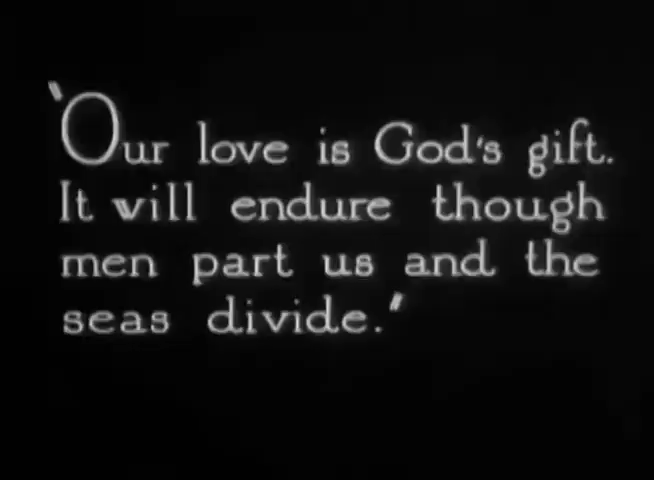 "Our love is God's gift.
It will endure though
men part us and the
seas divide."